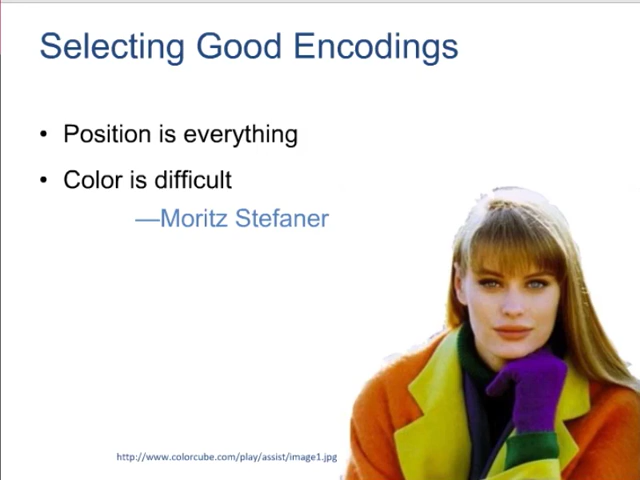 Selecting Good Encodings
• Position is everything
• Color is difficult
—Moritz Stefaner
http://www.colorcube.com/play/assist/image1.jpg